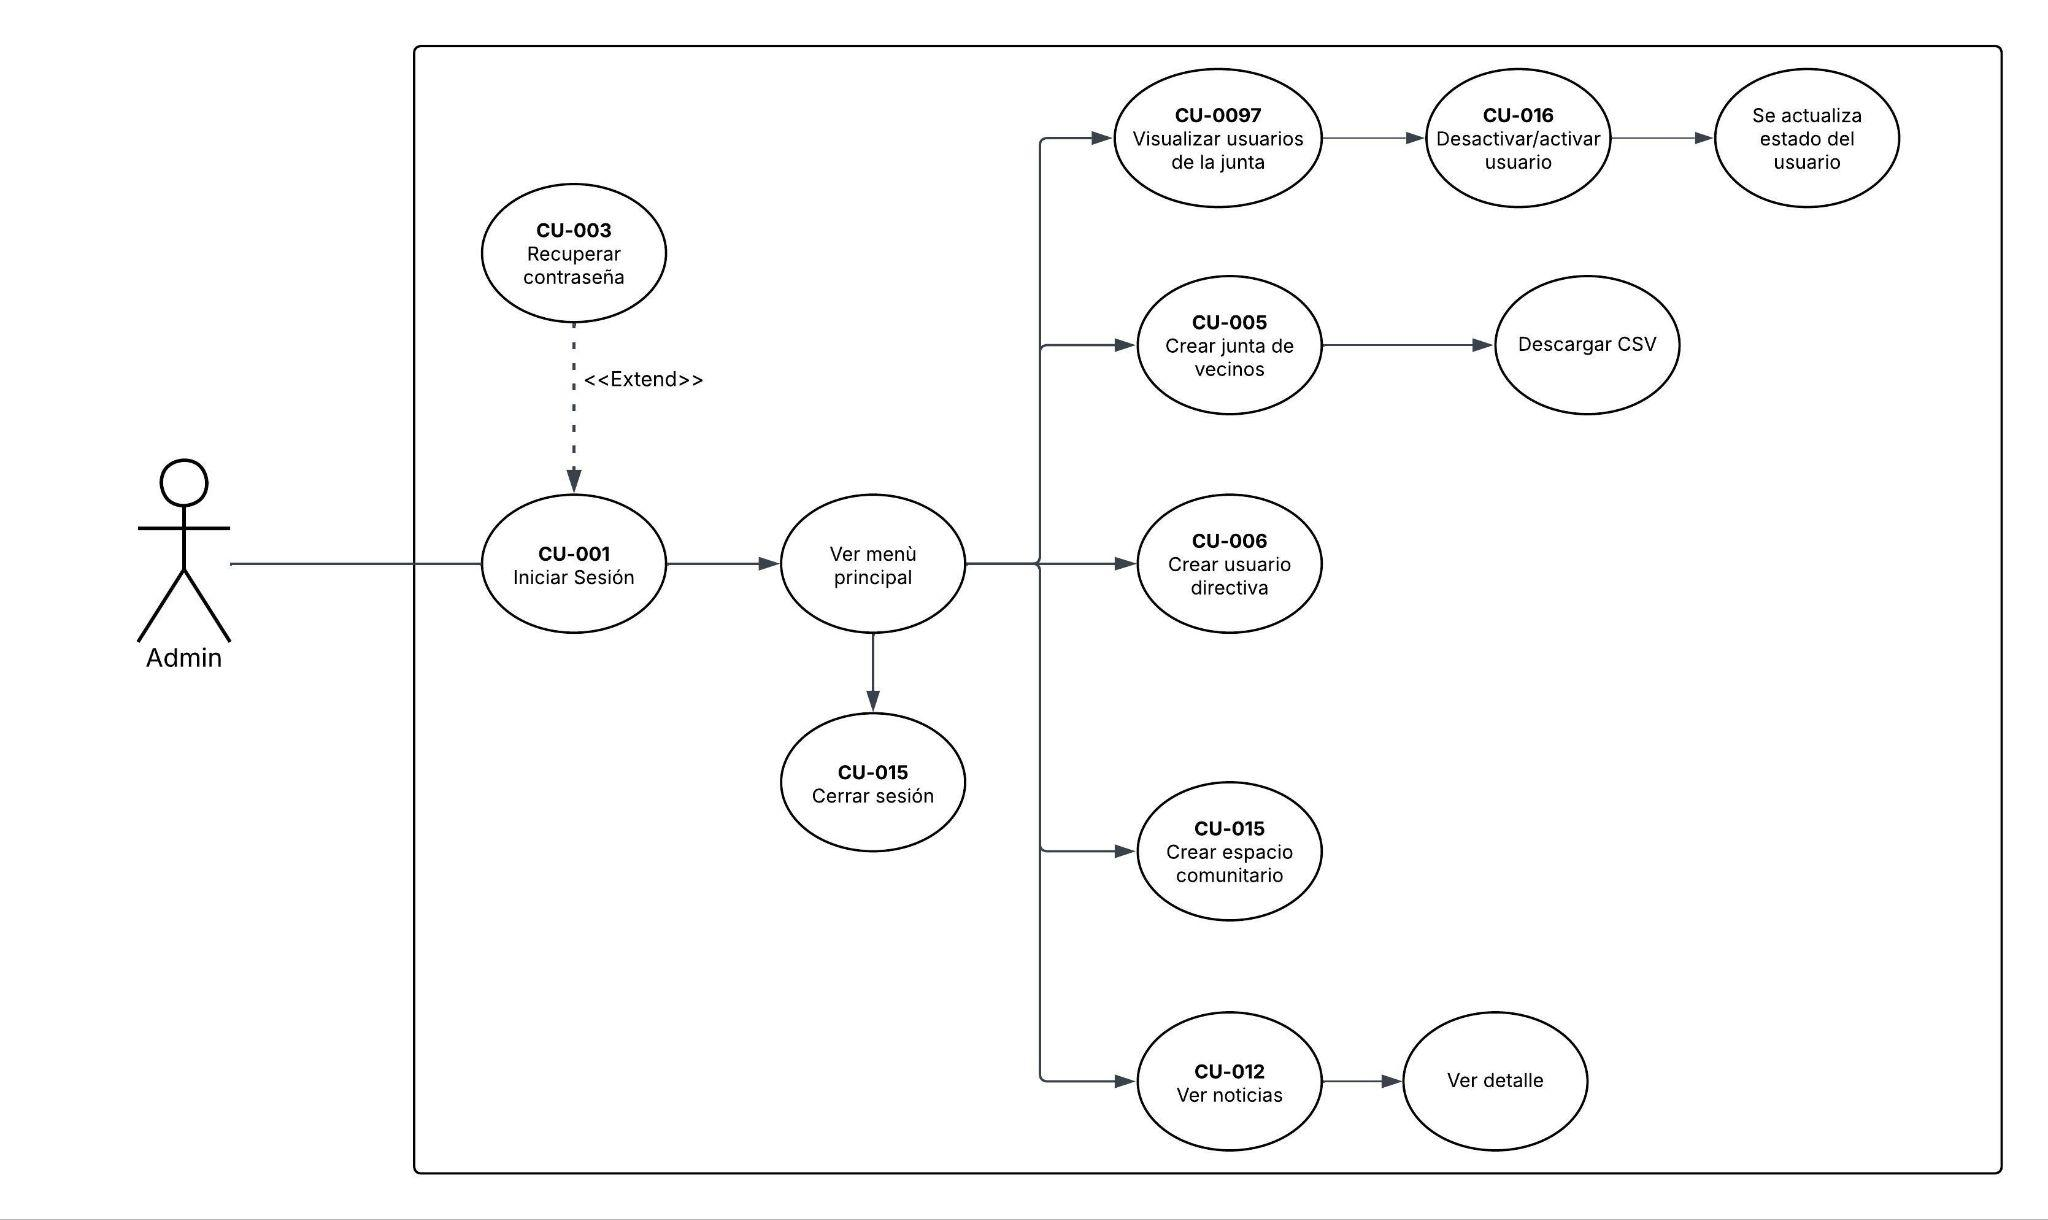 CU-0097
Visualizar usuarios
de la junta
CU-016
Desactivar/activar
usuario
Se actualiza
estado del
usuario
CU-003
Recuperar
contraseña
<<Extend>>
CU-005
Crear junta de
vecinos
Descargar CSV
Admin
CU-001
Iniciar Sesión
Ver menù
principal
CU-006
Crear usuario
directiva
CU-015
Cerrar sesión
CU-015
Crear espacio
comunitario
CU-012
Ver noticias
Ver detalle